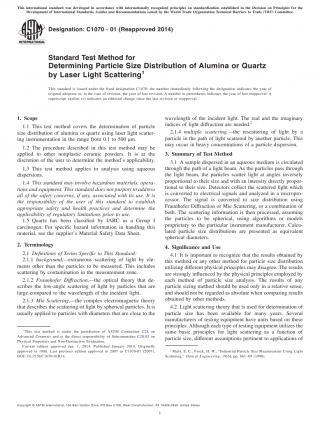 This international standard was developed in accordance with internationally recognized principles on standardization established in the Decision on Principles for the
Development of International Standards, Guides and Recommendations issued by the World Trade Organization Technical Barriers to Trade (TBT) Committee.
Designation: C1070 − 01 (Reapproved 2014)
Standard Test Method for
Determining Particle Size Distribution of Alumina or Quartz
by Laser Light Scattering1
This standard is issued under the fixed designation C1070; the number immediately following the designation indicates the year of
original adoption or, in the case of revision, the year of last revision. A number in parentheses indicates the year of last reapproval. A
superscript epsilon (ε) indicates an editorial change since the last revision or reapproval.
1. Scope
1.1 This test method covers the determination of particle
size distribution of alumina or quartz using laser light scatter-
ing instrumentation in the range from 0.1 to 500 μm.
1.2 The procedure described in this test method may be
applied to other nonplastic ceramic powders. It is at the
discretion of the user to determine the method's applicability.
1.3 This test method applies to analysis using aqueous
dispersions.
1.4 This standard may involve hazardous materials, opera-
tions and equipment. This standard does not purport to address
all of the safety concerns, if any, associated with its use. It is
the responsibility of the user of this standard to establish
appropriate safety and health practices and determine the
applicability of regulatory limitations prior to use.
1.5 Quartz has been classified by IARC as a Group 1
carcinogen. For specific hazard information in handling this
material, see the supplier's Material Safety Data Sheet.
2. Terminology
2.1 Definitions of Terms Specific to This Standard:
2.1.1 background,—extraneous scattering of light by ele-
ments other than the particles to be measured. This includes
scattering by contamination in the measurement zone.
2.1.2 Fraunhofer Diffraction,—the optical theory that de-
scribes the low-angle scattering of light by particles that are
large compared to the wavelength of the incident light.
2.1.3 Mie Scattering,—the complex electromagnetic theory
that describes the scattering of light by spherical particles. It is
usually applied to particles with diameters that are close to the
wavelength of the incident light. The real and the imaginary
indices of light diffraction are needed.2
2.1.4 multiple scattering,—the rescattering of light by a
particle in the path of light scattered by another particle. This
may occur in heavy concentrations of a particle dispersion.
3. Summary of Test Method
3.1 A sample dispersed in an aqueous medium is circulated
through the path of a light beam. As the particles pass through
the light beam, the particles scatter light at angles inversely
proportional to their size and with an intensity directly propor-
tional to their size. Detectors collect the scattered light which
is converted to electrical signals and analyzed in a microproc-
essor. The signal is converted to size distribution using
Fraunhofer Diffraction or Mie Scattering, or a combination of
both. The scattering information is then processed, assuming
the particles to be spherical, using algorithms or models
proprietary to the particular instrument manufacturer. Calcu-
lated particle size distributions are presented as equivalent
spherical diameters.
4. Significance and Use
4.1 It is important to recognize that the results obtained by
this method or any other method for particle size distribution
utilizing different physical principles may disagree. The results
are strongly influenced by the physical principles employed by
each method of particle size analysis. The results of any
particle sizing method should be used only in a relative sense,
and should not be regarded as absolute when comparing results
obtained by other methods.
4.2 Light scattering theory that is used for determination of
particle size has been available for many years. Several
manufacturers of testing equipment have units based on these
principles. Although each type of testing equipment utilizes the
same basic principles for light scattering as a function of
particle size, different assumptions pertinent to applications of
1 This test method is under the jurisdiction of ASTM Committee C28 on
Advanced Ceramics and is the direct responsibility of Subcommittee C28.03 on
Physical Properties and Non-Destructive Evaluation.
Current edition approved Jan. 1, 2014. Published January 2014. Originally
approved in 1986. Last previous edition approved in 2007 as C1070-01 (2007).
DOI: 10.1520/C1070-01R14.
2 Muly, E. C., Frock, H. W., "Industrial Particle Size Measurement Using Light
Scattering,"
Copyright © ASTM International, 100 Barr Harbor Drive, PO Box C700, West Conshohocken, PA 19428-2959. United States
1